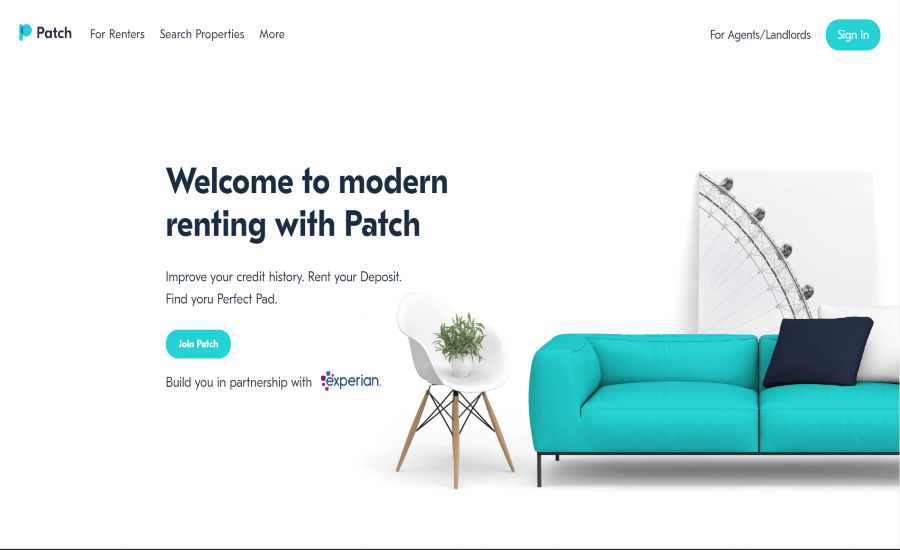 Patch
For Renters
Search Properties
More
For Agents/Landlords
Sign In
Welcome to modern
renting with Patch
Improve your credit history. Rent your Deposit.
Find yoru Perfect Pad.
Join Patch
Build you in partnership with experian.